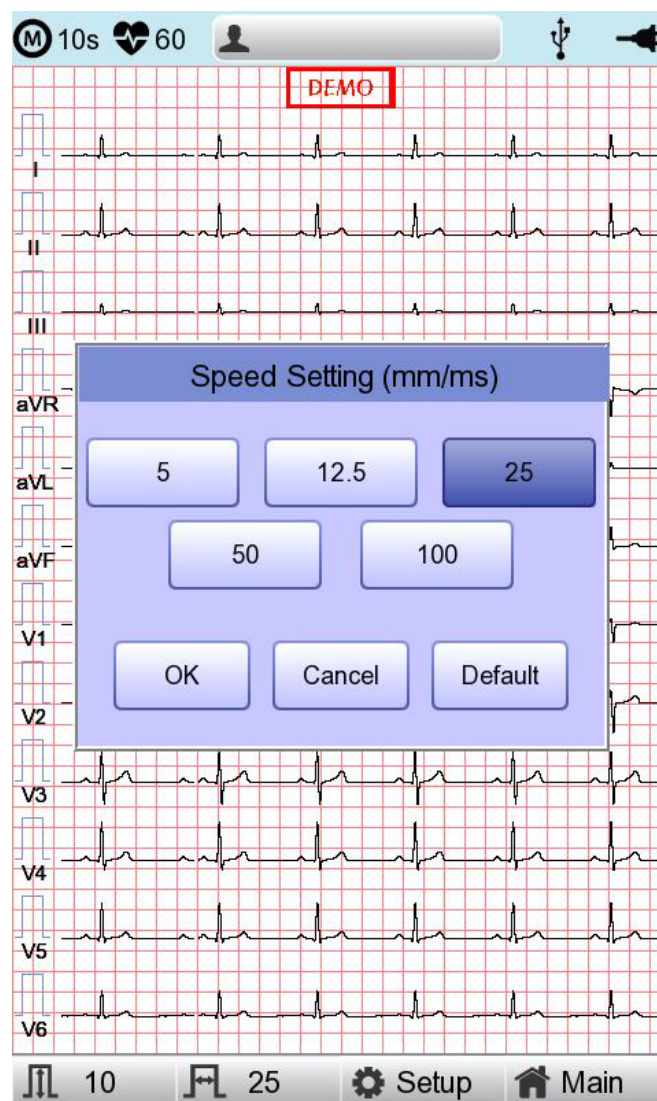 M 10s 60
DEMO
I
II
III
Speed Setting (mm/ms)
aVR
5 12.5 25
aVL
50 100
aVF
V1
OK Cancel Default
V2
V3
V4
V5
V6
10 25 Setup Main